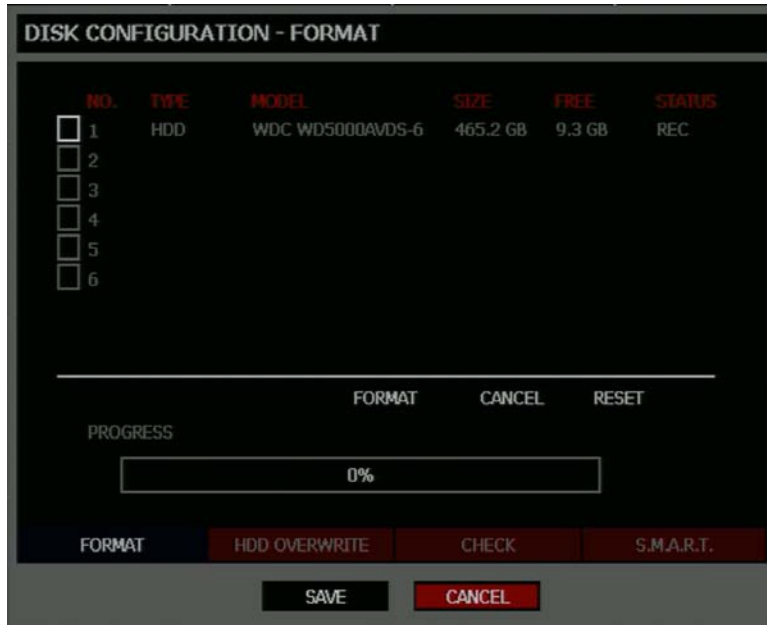 DISK CONFIGURATION - FORMAT
NO. TYPE MODEL SIZE FREE STATUS
1 HDD WDC WD5000AVDS-6 465.2 GB 9.3 GB REC
2
3
4
5
6
FORMAT CANCEL RESET
PROGRESS
0%
FORMAT HDD OVERWRITE CHECK S.M.A.R.T.
SAVE CANCEL